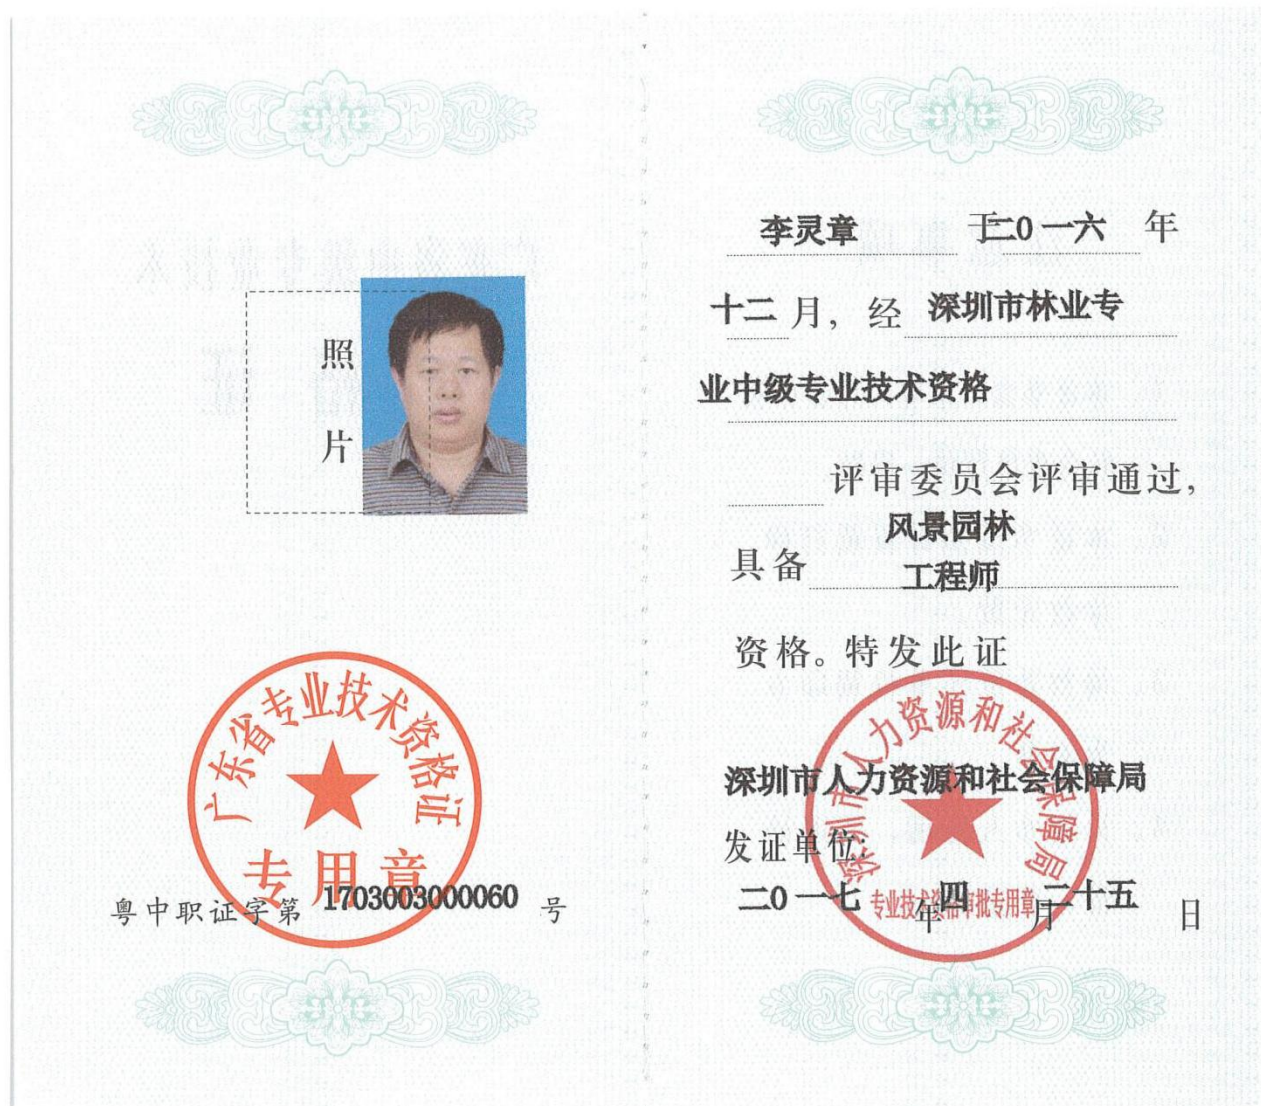 照
片
广东省专业技术资格证
专用章
粤中职证字第 1703003000060 号
李灵章 于二0一六 年
十二 月，经 深圳市林业专
业中级专业技术资格
评审委员会评审通过，
风景园林
具备 工程师
资格。特发此证
深圳市人力资源和社会保障局
深圳市人力资源和社会保障局
发证单位：
专业技术资格审批专用章
二0一七 年 四 月 二十五 日